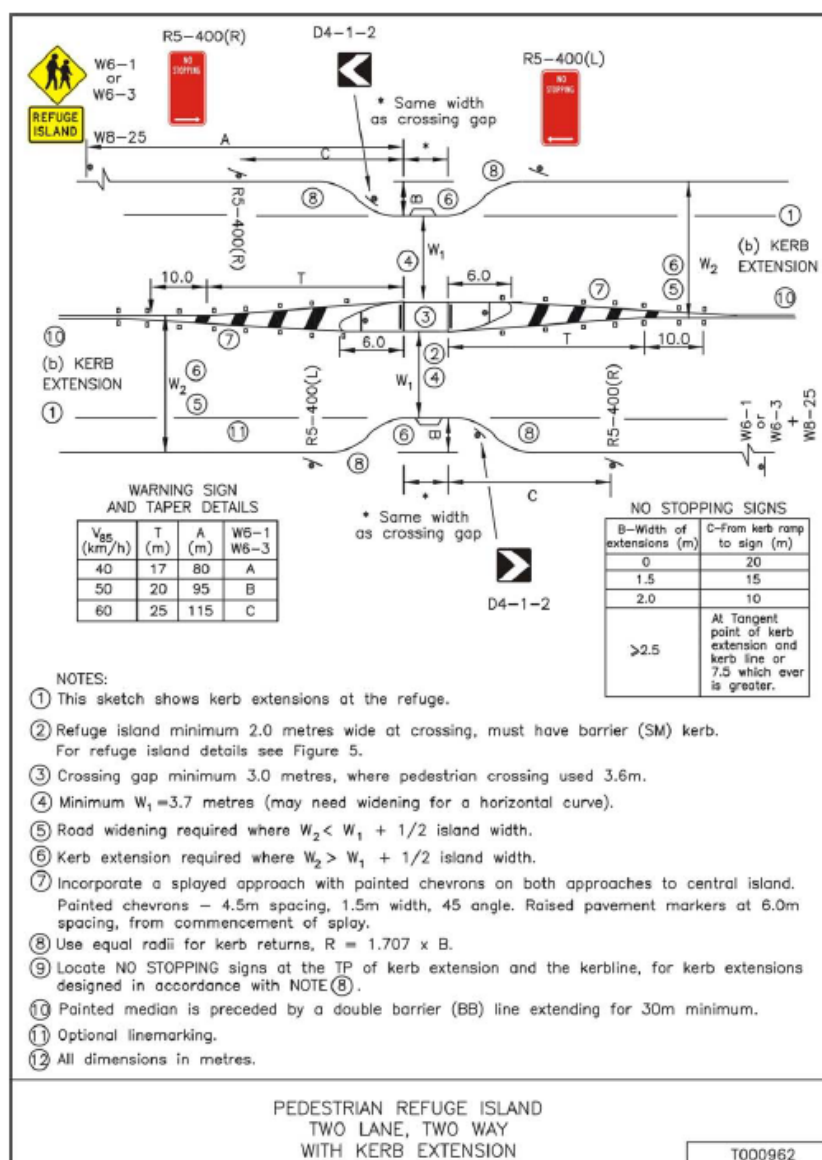 R5-400(R)
D4-1-2
R5-400(L)
W6-1
or
W6-3
NO
STOPPING
NO
STOPPING
REFUGE
ISLAND
W8-25
* Same width
as crossing gap
A
*
C
8
8
B
6
R5-400(R)
1
4
W1
W2
6
5
(b) KERB
EXTENSION
10.0
T
6.0
7
10
3
10
7
6.0
2
T
10.0
(b) KERB
EXTENSION
W2
6
5
W1
4
R5-400(L)
R5-400(R)
W6-1
or
W6-3
+
W8-25
1
11
6
B
8
8
*
C
* Same width
as crossing gap
D4-1-2
WARNING SIGN
AND TAPER DETAILS
V85 (km/h) T (m) A (m) W6-1 W6-3
40 17 80 A
50 20 95 B
60 25 115 C
NO STOPPING SIGNS
B-Width of extensions (m) C-From kerb ramp to sign (m)
0 20
1.5 15
2.0 10
⩾2.5 At Tangent point of kerb extension and kerb line or 7.5 which ever is greater.
NOTES:
1 This sketch shows kerb extensions at the refuge.
2 Refuge island minimum 2.0 metres wide at crossing, must have barrier (SM) kerb.
For refuge island details see Figure 5.
3 Crossing gap minimum 3.0 metres, where pedestrian crossing used 3.6m.
4 Minimum W1 =3.7 metres (may need widening for a horizontal curve).
5 Road widening required where W2 < W1 + 1/2 island width.
6 Kerb extension required where W2 > W1 + 1/2 island width.
7 Incorporate a splayed approach with painted chevrons on both approaches to central island.
Painted chevrons – 4.5m spacing, 1.5m width, 45 angle. Raised pavement markers at 6.0m
spacing, from commencement of splay.
8 Use equal radii for kerb returns, R = 1.707 x B.
9 Locate NO STOPPING signs at the TP of kerb extension and the kerbline, for kerb extensions
designed in accordance with NOTE 8.
10 Painted median is preceded by a double barrier (BB) line extending for 30m minimum.
11 Optional linemarking.
12 All dimensions in metres.
PEDESTRIAN REFUGE ISLAND
TWO LANE, TWO WAY
WITH KERB EXTENSION
T000962